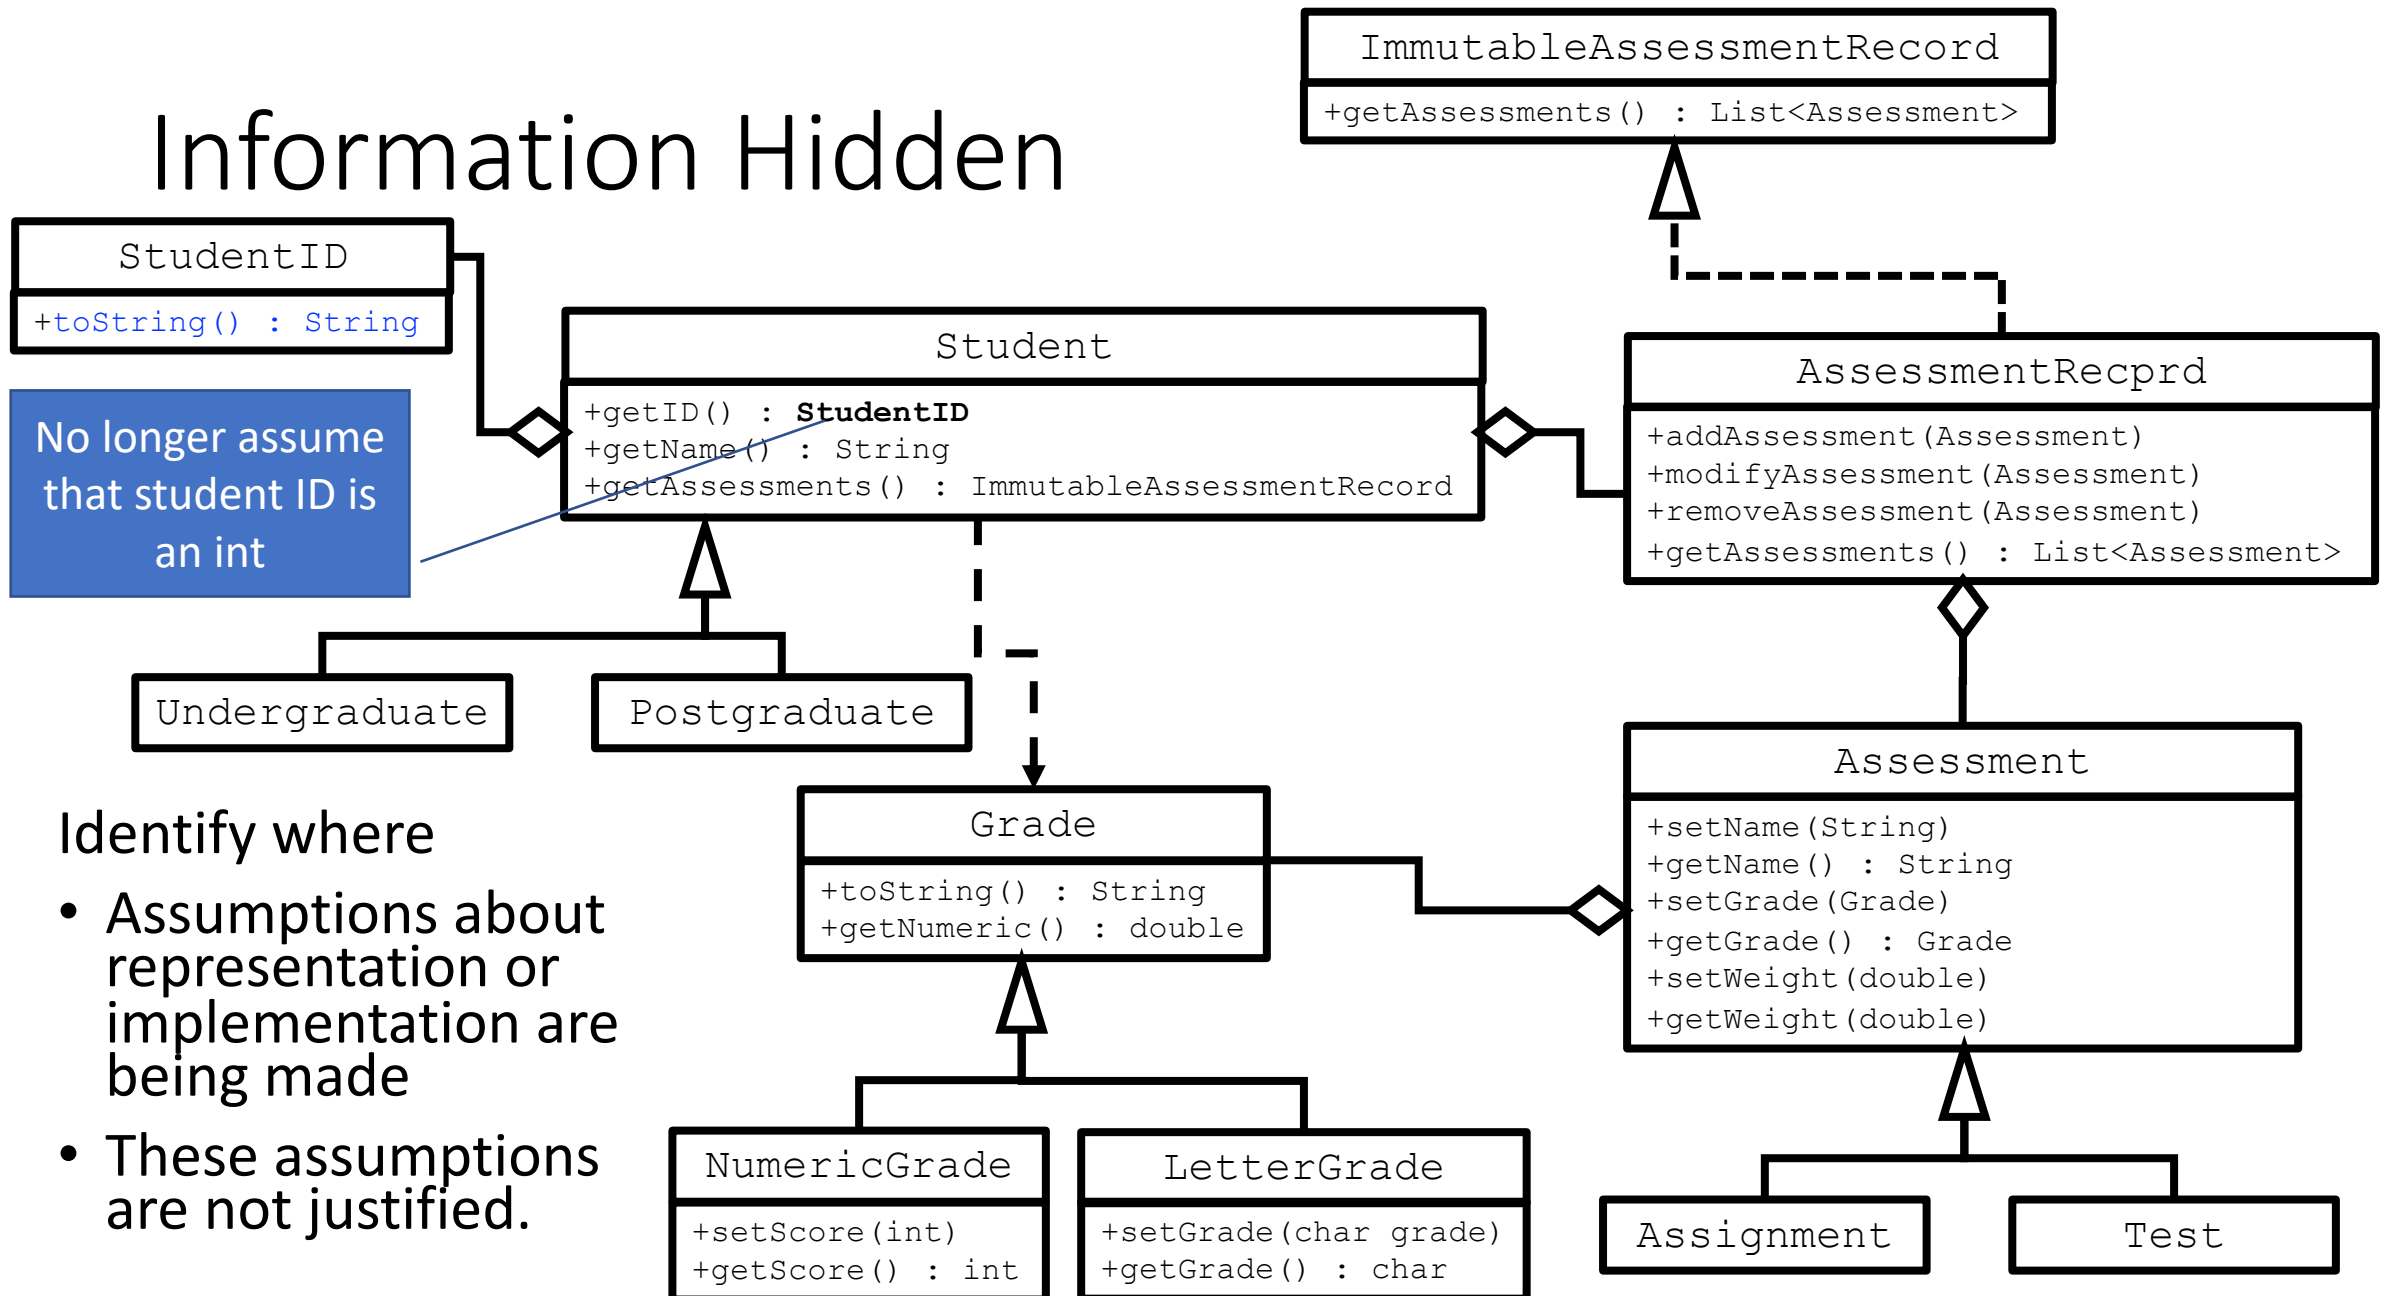 Information Hidden
ImmutableAssessmentRecord
+getAssessments() : List<Assessment>
StudentID
+toString() : String
Student
+getID() : StudentID
+getName() : String
+getAssessments() : ImmutableAssessmentRecord
AssessmentRecprd
+addAssessment(Assessment)
+modifyAssessment(Assessment)
+removeAssessment(Assessment)
+getAssessments() : List<Assessment>
No longer assume
that student ID is
an int
Undergraduate
Postgraduate
Identify where
• Assumptions about
representation or
implementation are
being made
• These assumptions
are not justified.
Grade
+toString() : String
+getNumeric() : double
Assessment
+setName(String)
+getName() : String
+setGrade(Grade)
+getGrade() : Grade
+setWeight(double)
+getWeight(double)
NumericGrade
+setScore(int)
+getScore() : int
LetterGrade
+setGrade(char grade)
+getGrade() : char
Assignment
Test